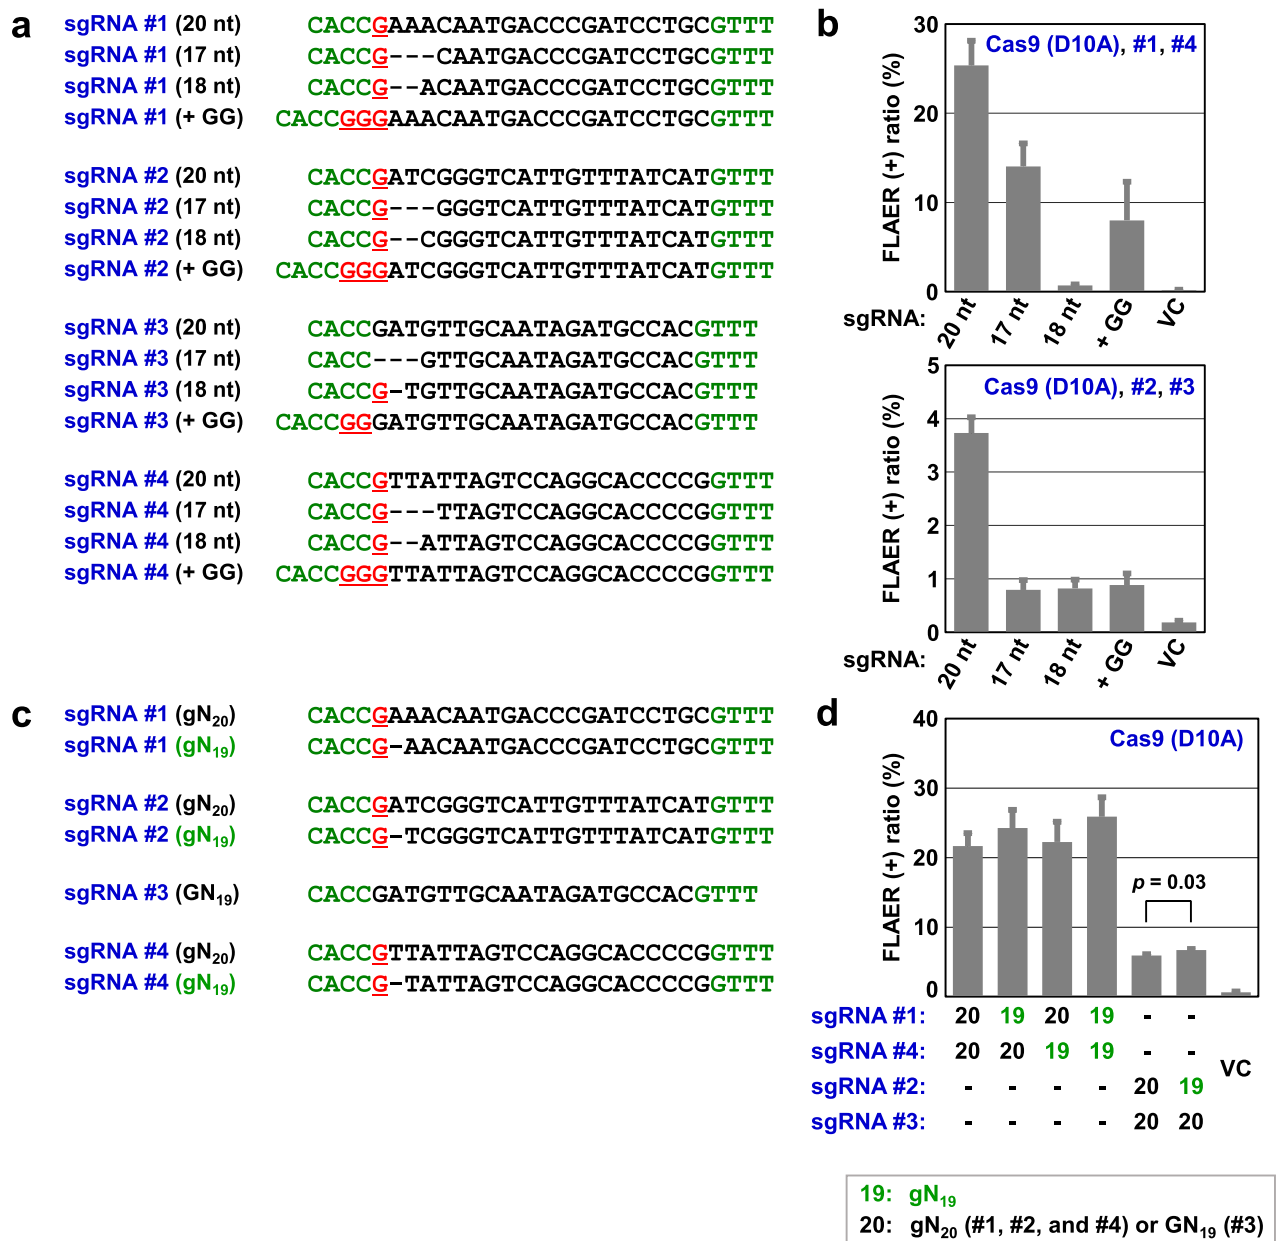 a
sgRNA #1 (20 nt) CACCGAAACAATGACCCGATCCTGCGTTT
sgRNA #1 (17 nt) CACCG---CAATGACCCGATCCTGCGTTT
sgRNA #1 (18 nt) CACCG--ACAATGACCCGATCCTGCGTTT
sgRNA #1 (+ GG) CACCGGGAAACAATGACCCGATCCTGCGTTT
sgRNA #2 (20 nt) CACCGATCGGGTCATTGTTTATCATGTTT
sgRNA #2 (17 nt) CACCG---GGGTCATTGTTTATCATGTTT
sgRNA #2 (18 nt) CACCG--CGGGTCATTGTTTATCATGTTT
sgRNA #2 (+ GG) CACCGGGATCGGGTCATTGTTTATCATGTTT
sgRNA #3 (20 nt) CACCGATGTTGCAATAGATGCCACGTTT
sgRNA #3 (17 nt) CACC---GTTGCAATAGATGCCACGTTT
sgRNA #3 (18 nt) CACCG-TGTTGCAATAGATGCCACGTTT
sgRNA #3 (+ GG) CACCGGGATGTTGCAATAGATGCCACGTTT
sgRNA #4 (20 nt) CACCGTTATTAGTCCAGGCACCCCGGTTT
sgRNA #4 (17 nt) CACCG---TTAGTCCAGGCACCCCGGTTT
sgRNA #4 (18 nt) CACCG--ATTAGTCCAGGCACCCCGGTTT
sgRNA #4 (+ GG) CACCGGGTTATTAGTCCAGGCACCCCGGTTT
b
Cas9 (D10A), #1, #4
FLAER (+) ratio (%)
30
20
10
0
sgRNA: 20 nt 17 nt 18 nt + GG VC
Cas9 (D10A), #2, #3
FLAER (+) ratio (%)
5
4
3
2
1
0
sgRNA: 20 nt 17 nt 18 nt + GG VC
c
sgRNA #1 (gN20) CACCGAAACAATGACCCGATCCTGCGTTT
sgRNA #1 (gN19) CACCG-AACAATGACCCGATCCTGCGTTT
sgRNA #2 (gN20) CACCGATCGGGTCATTGTTTATCATGTTT
sgRNA #2 (gN19) CACCG-TCGGGTCATTGTTTATCATGTTT
sgRNA #3 (GN19) CACCGATGTTGCAATAGATGCCACGTTT
sgRNA #4 (gN20) CACCGTTATTAGTCCAGGCACCCCGGTTT
sgRNA #4 (gN19) CACCG-TATTAGTCCAGGCACCCCGGTTT
d
Cas9 (D10A)
FLAER (+) ratio (%)
40
30
20
10
0
p = 0.03
sgRNA #1: 20 19 20 19 - -
sgRNA #4: 20 20 19 19 - -
VC
sgRNA #2: - - - - 20 19
sgRNA #3: - - - - 20 20
19: gN19
20: gN20 (#1, #2, and #4) or GN19 (#3)